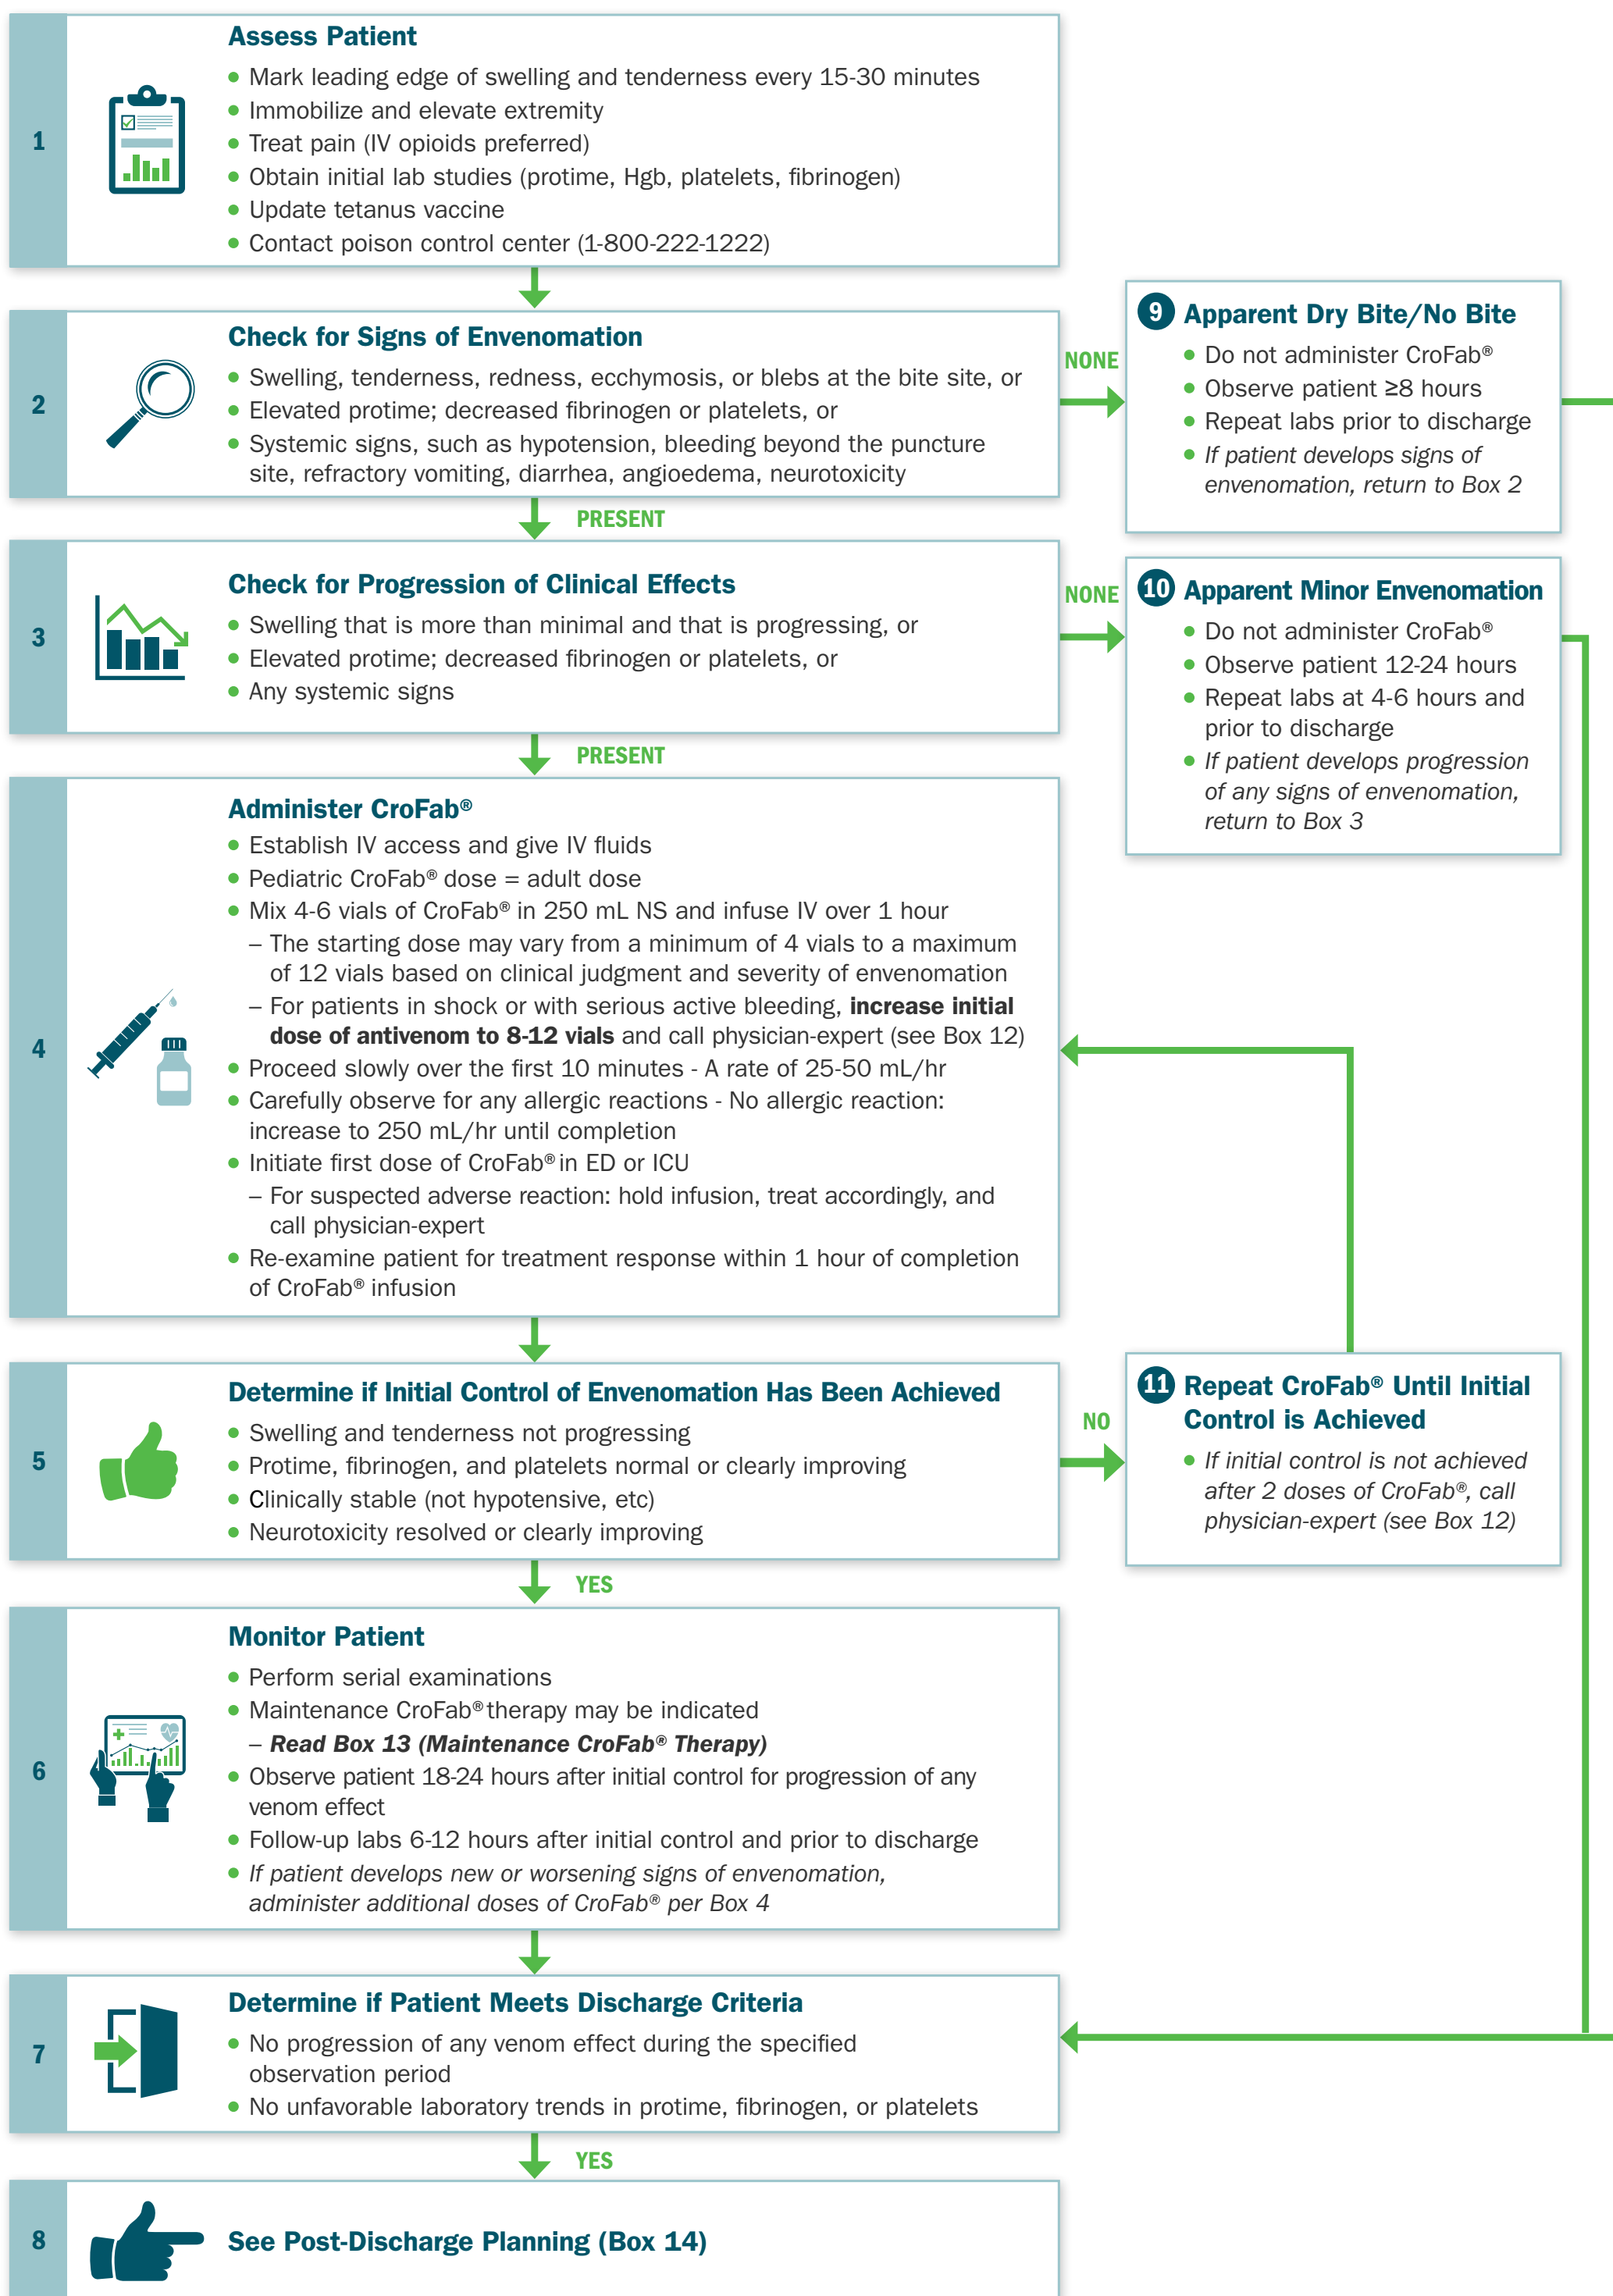 1
Assess Patient
• Mark leading edge of swelling and tenderness every 15-30 minutes
• Immobilize and elevate extremity
• Treat pain (IV opioids preferred)
• Obtain initial lab studies (protime, Hgb, platelets, fibrinogen)
• Update tetanus vaccine
• Contact poison control center (1-800-222-1222)
2
Check for Signs of Envenomation
• Swelling, tenderness, redness, ecchymosis, or blebs at the bite site, or
• Elevated protime; decreased fibrinogen or platelets, or
• Systemic signs, such as hypotension, bleeding beyond the puncture
site, refractory vomiting, diarrhea, angioedema, neurotoxicity
NONE
9 Apparent Dry Bite/No Bite
• Do not administer CroFab®
• Observe patient ≥8 hours
• Repeat labs prior to discharge
• If patient develops signs of
envenomation, return to Box 2
PRESENT
3
Check for Progression of Clinical Effects
• Swelling that is more than minimal and that is progressing, or
• Elevated protime; decreased fibrinogen or platelets, or
• Any systemic signs
NONE
10 Apparent Minor Envenomation
• Do not administer CroFab®
• Observe patient 12-24 hours
• Repeat labs at 4-6 hours and
prior to discharge
• If patient develops progression
of any signs of envenomation,
return to Box 3
PRESENT
4
Administer CroFab®
• Establish IV access and give IV fluids
• Pediatric CroFab® dose = adult dose
• Mix 4-6 vials of CroFab® in 250 mL NS and infuse IV over 1 hour
– The starting dose may vary from a minimum of 4 vials to a maximum
of 12 vials based on clinical judgment and severity of envenomation
– For patients in shock or with serious active bleeding, increase initial
dose of antivenom to 8-12 vials and call physician-expert (see Box 12)
• Proceed slowly over the first 10 minutes - A rate of 25-50 mL/hr
• Carefully observe for any allergic reactions - No allergic reaction:
increase to 250 mL/hr until completion
• Initiate first dose of CroFab® in ED or ICU
– For suspected adverse reaction: hold infusion, treat accordingly, and
call physician-expert
• Re-examine patient for treatment response within 1 hour of completion
of CroFab® infusion
5
Determine if Initial Control of Envenomation Has Been Achieved
• Swelling and tenderness not progressing
• Protime, fibrinogen, and platelets normal or clearly improving
• Clinically stable (not hypotensive, etc)
• Neurotoxicity resolved or clearly improving
NO
11 Repeat CroFab® Until Initial
Control is Achieved
• If initial control is not achieved
after 2 doses of CroFab®, call
physician-expert (see Box 12)
YES
6
Monitor Patient
• Perform serial examinations
• Maintenance CroFab® therapy may be indicated
– Read Box 13 (Maintenance CroFab® Therapy)
• Observe patient 18-24 hours after initial control for progression of any
venom effect
• Follow-up labs 6-12 hours after initial control and prior to discharge
• If patient develops new or worsening signs of envenomation,
administer additional doses of CroFab® per Box 4
7
Determine if Patient Meets Discharge Criteria
• No progression of any venom effect during the specified
observation period
• No unfavorable laboratory trends in protime, fibrinogen, or platelets
YES
8
See Post-Discharge Planning (Box 14)